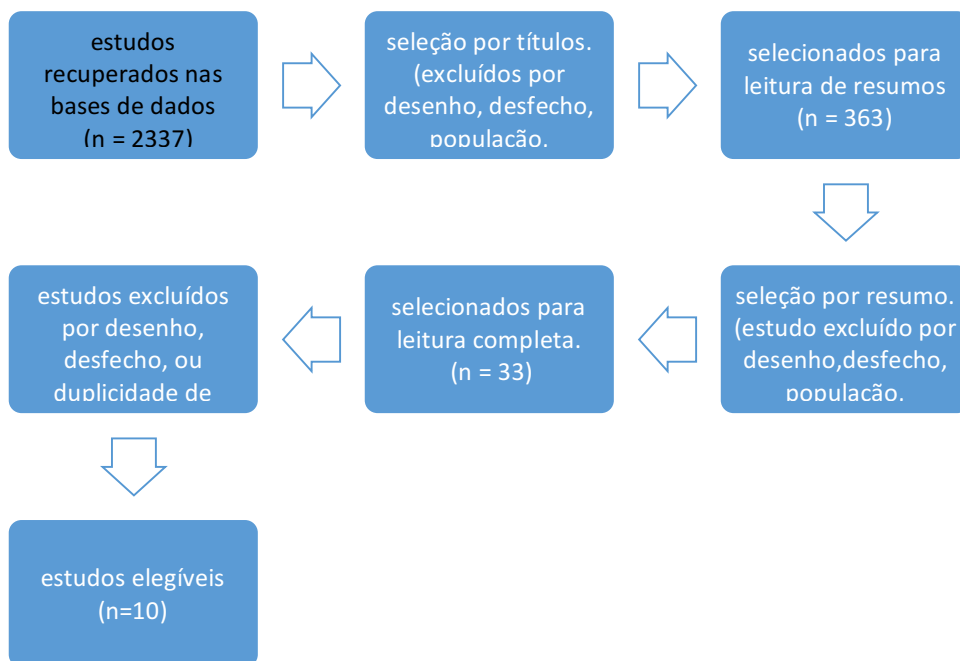 estudos
recuperados nas
bases de dados
(n = 2337)
seleção por títulos.
(excluídos por
desenho, desfecho,
população.
selecionados para
leitura de resumos
(n = 363)
seleção por resumo.
(estudo excluído por
desenho,desfecho,
população.
selecionados para
leitura completa.
(n = 33)
estudos excluídos
por desenho,
desfecho, ou
duplicidade de
estudos elegíveis
(n=10)